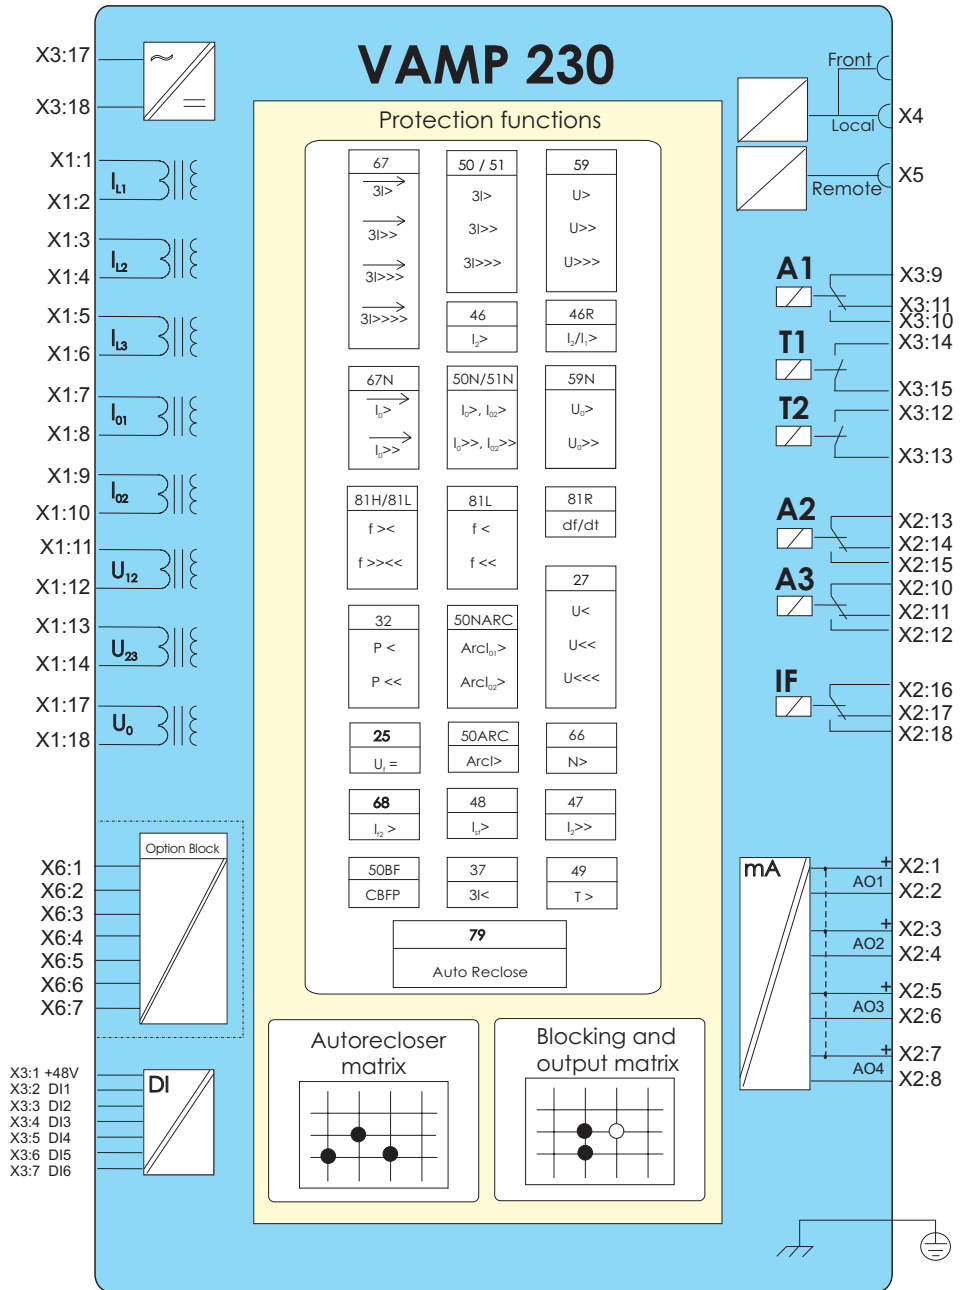 VAMP 230
Protection functions
X3:17
X3:18
X1:1
IL1
X1:2
X1:3
IL2
X1:4
X1:5
IL3
X1:6
X1:7
I01
X1:8
X1:9
I02
X1:10
X1:11
U12
X1:12
X1:13
U23
X1:14
X1:17
U0
X1:18
Option Block
X6:1
X6:2
X6:3
X6:4
X6:5
X6:6
X6:7
DI
X3:1 +48V
X3:2 DI1
X3:3 DI2
X3:4 DI3
X3:5 DI4
X3:6 DI5
X3:7 DI6
67
3I>
3I>>
3I>>>
3I>>>>
50 / 51
3I>
3I>>
3I>>>
59
U>
U>>
U>>>
46
I2>
46R
I2/I1>
67N
I0>
I0>>
50N/51N
I0>, I02>
I0>>, I02>>
59N
U0>
U0>>
81H/81L
f ><
f >><<
81L
f <
f <<
81R
df/dt
27
U<
U<<
U<<<
32
P <
P <<
50NARC
ArcI01>
ArcI02>
25
Uf =
50ARC
ArcI>
66
N>
68
If2 >
48
Ist>
47
I2>>
50BF
CBFP
37
3I<
49
T >
79
Auto Reclose
Autorecloser
matrix
Blocking and
output matrix
Front
Local
X4
Remote
X5
A1
X3:9
X3:11
X3:10
T1
X3:14
X3:15
T2
X3:12
X3:13
A2
X2:13
X2:14
X2:15
A3
X2:10
X2:11
X2:12
IF
X2:16
X2:17
X2:18
mA
+ X2:1
AO1
X2:2
+ X2:3
AO2
X2:4
+ X2:5
AO3
X2:6
+ X2:7
AO4
X2:8